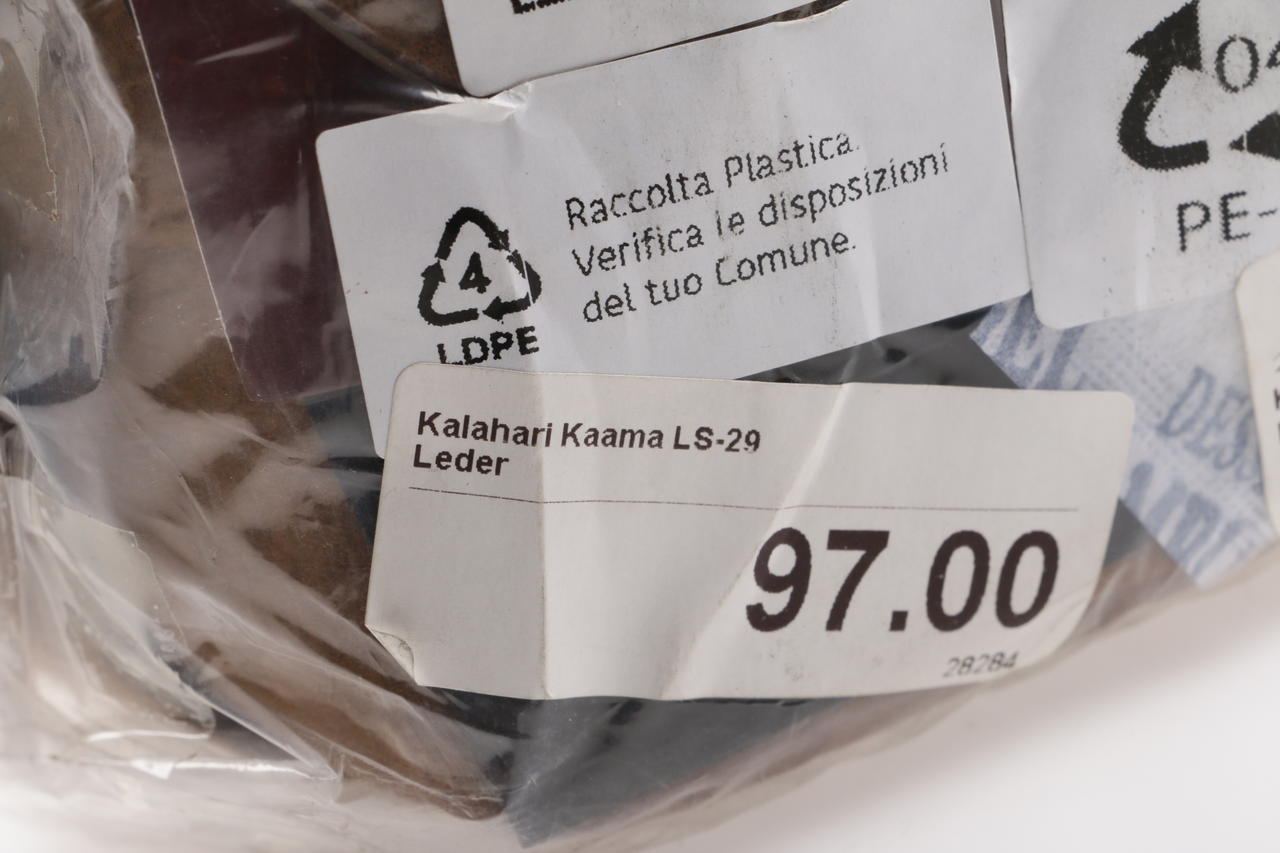 Raccolta Plastica.
Verifica le disposizioni
del tuo Comune.
4
LDPE
04
PE-
Kalahari Kaama LS-29
Leder
97.00
28284